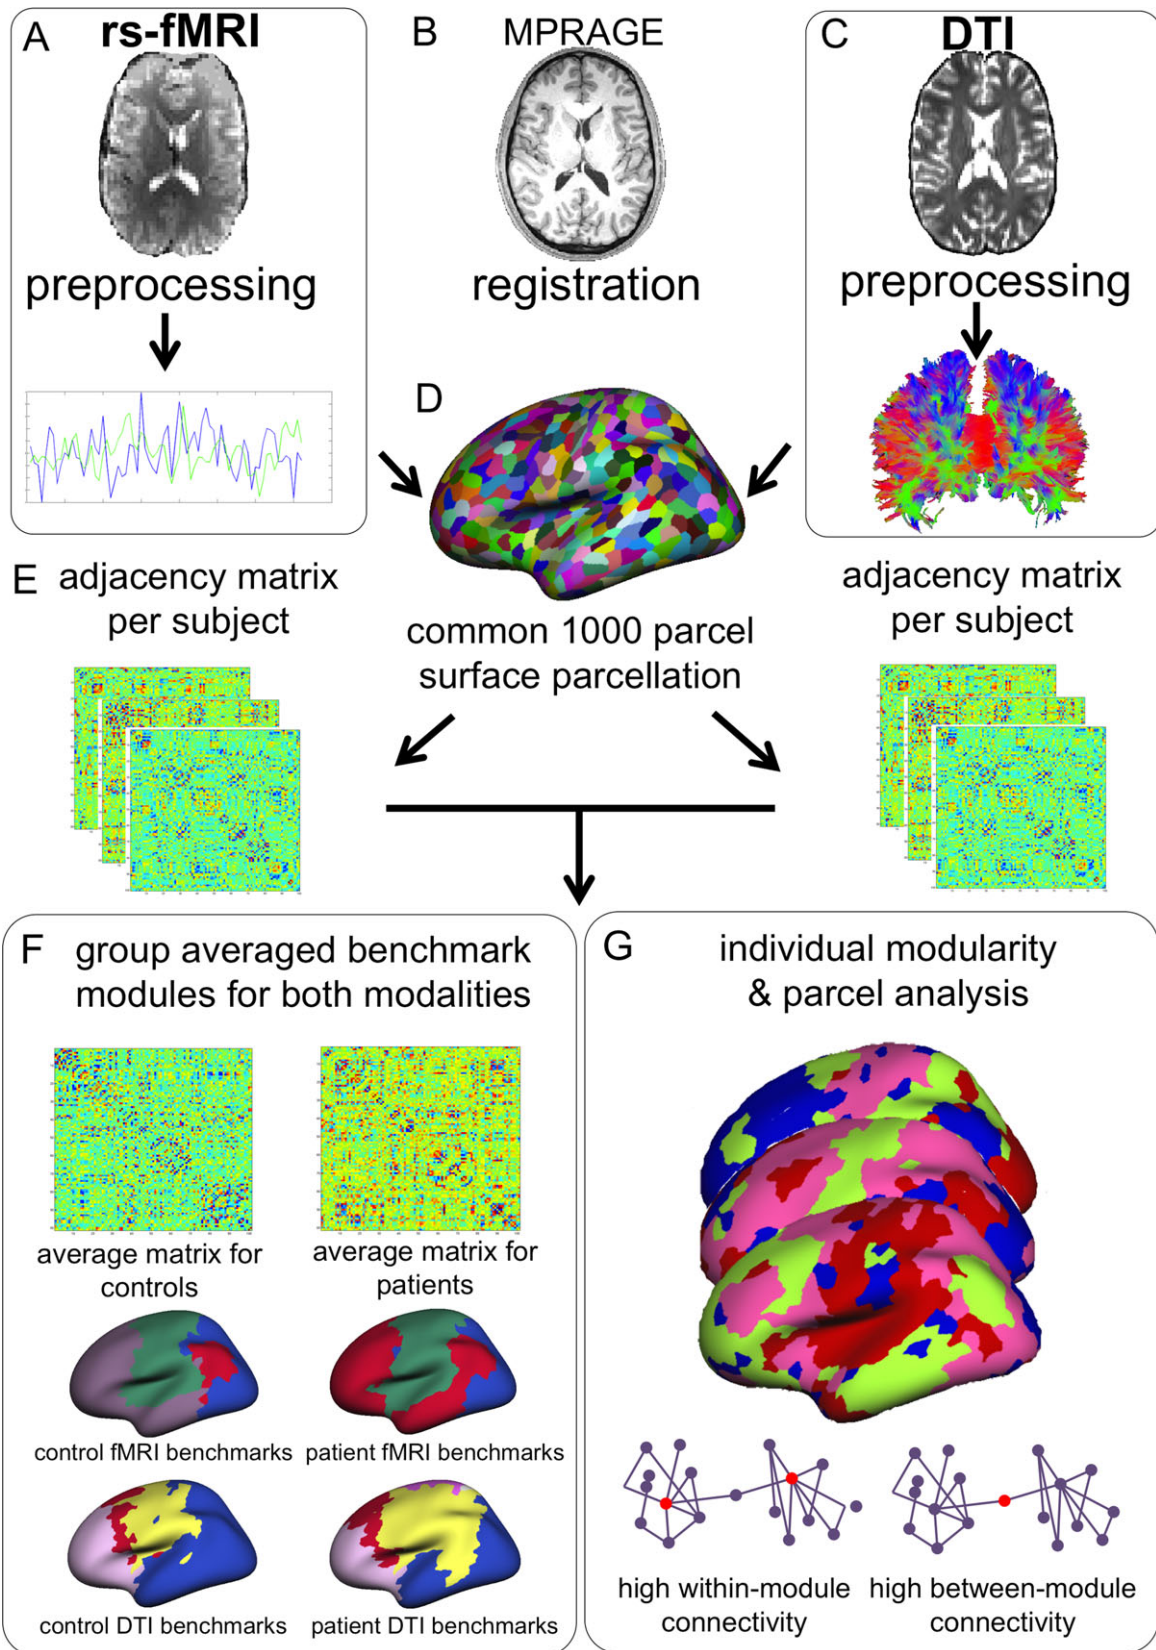 A
rs-fMRI
B
MPRAGE
C
DTI
preprocessing
registration
preprocessing
D
E
adjacency matrix
per subject
common 1000 parcel
surface parcellation
adjacency matrix
per subject
F
group averaged benchmark
modules for both modalities
average matrix for
controls
average matrix for
patients
control fMRI benchmarks
patient fMRI benchmarks
control DTI benchmarks
patient DTI benchmarks
G
individual modularity
& parcel analysis
high within-module
connectivity
high between-module
connectivity